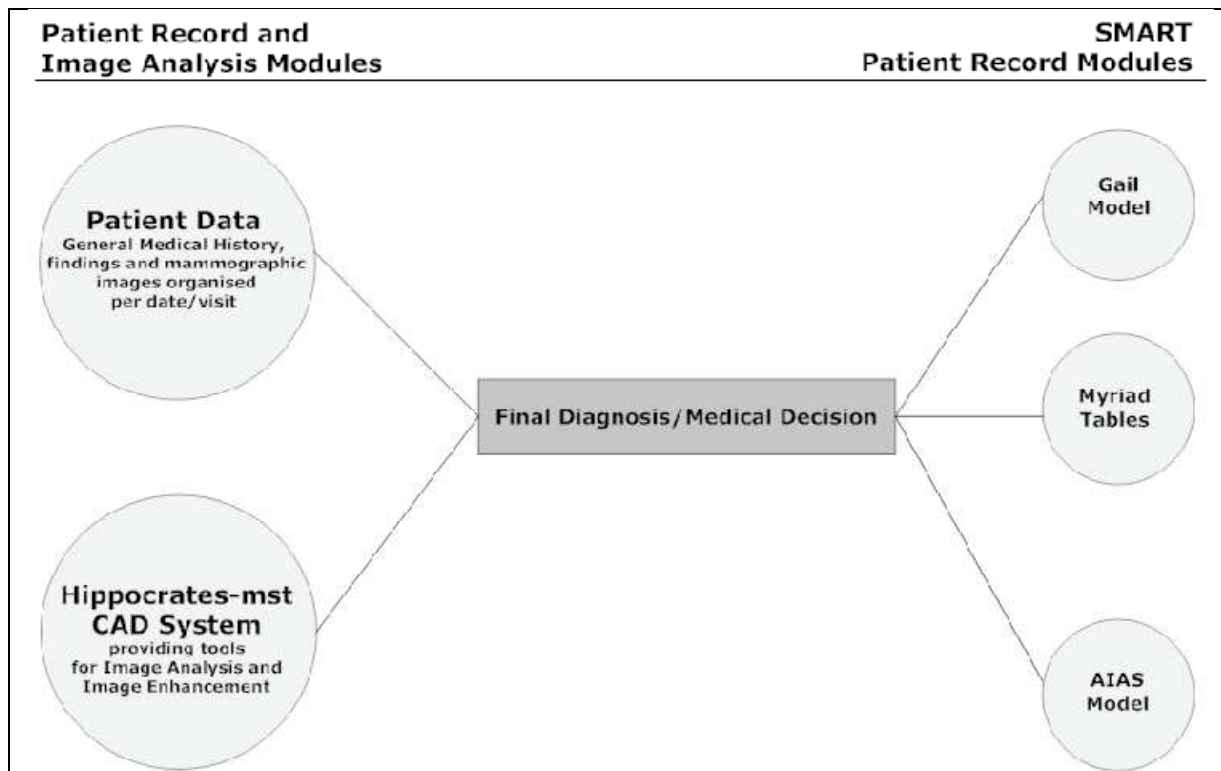 Patient Record and
Image Analysis Modules
SMART
Patient Record Modules
Patient Data
General Medical History,
findings and mammographic
images organised
per date/visit
Hippocrates-mst
CAD System
providing tools
for Image Analysis and
Image Enhancement
Final Diagnosis/Medical Decision
Gail
Model
Myriad
Tables
AIAS
Model